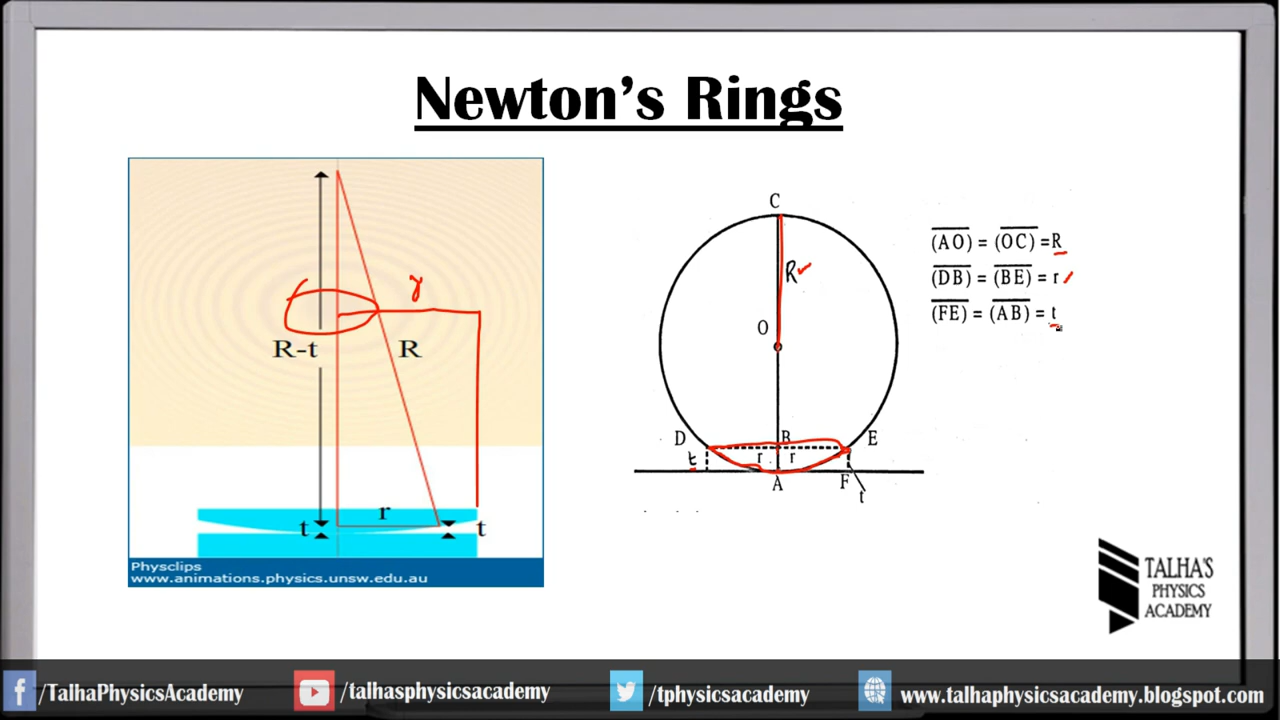 Newton's Rings
r
R-t
R
r
t
t
Physclips
www.animations.physics.unsw.edu.au
C
R
O
D
B
E
t
r
r
A
F
t
(AO) = (OC) = R
(DB) = (BE) = r
(FE) = (AB) = t
TALHA'S
PHYSICS
ACADEMY
/TalhaPhysicsAcademy
/talhasphysicsacademy
/tphysicsacademy
www.talhaphysicsacademy.blogspot.com